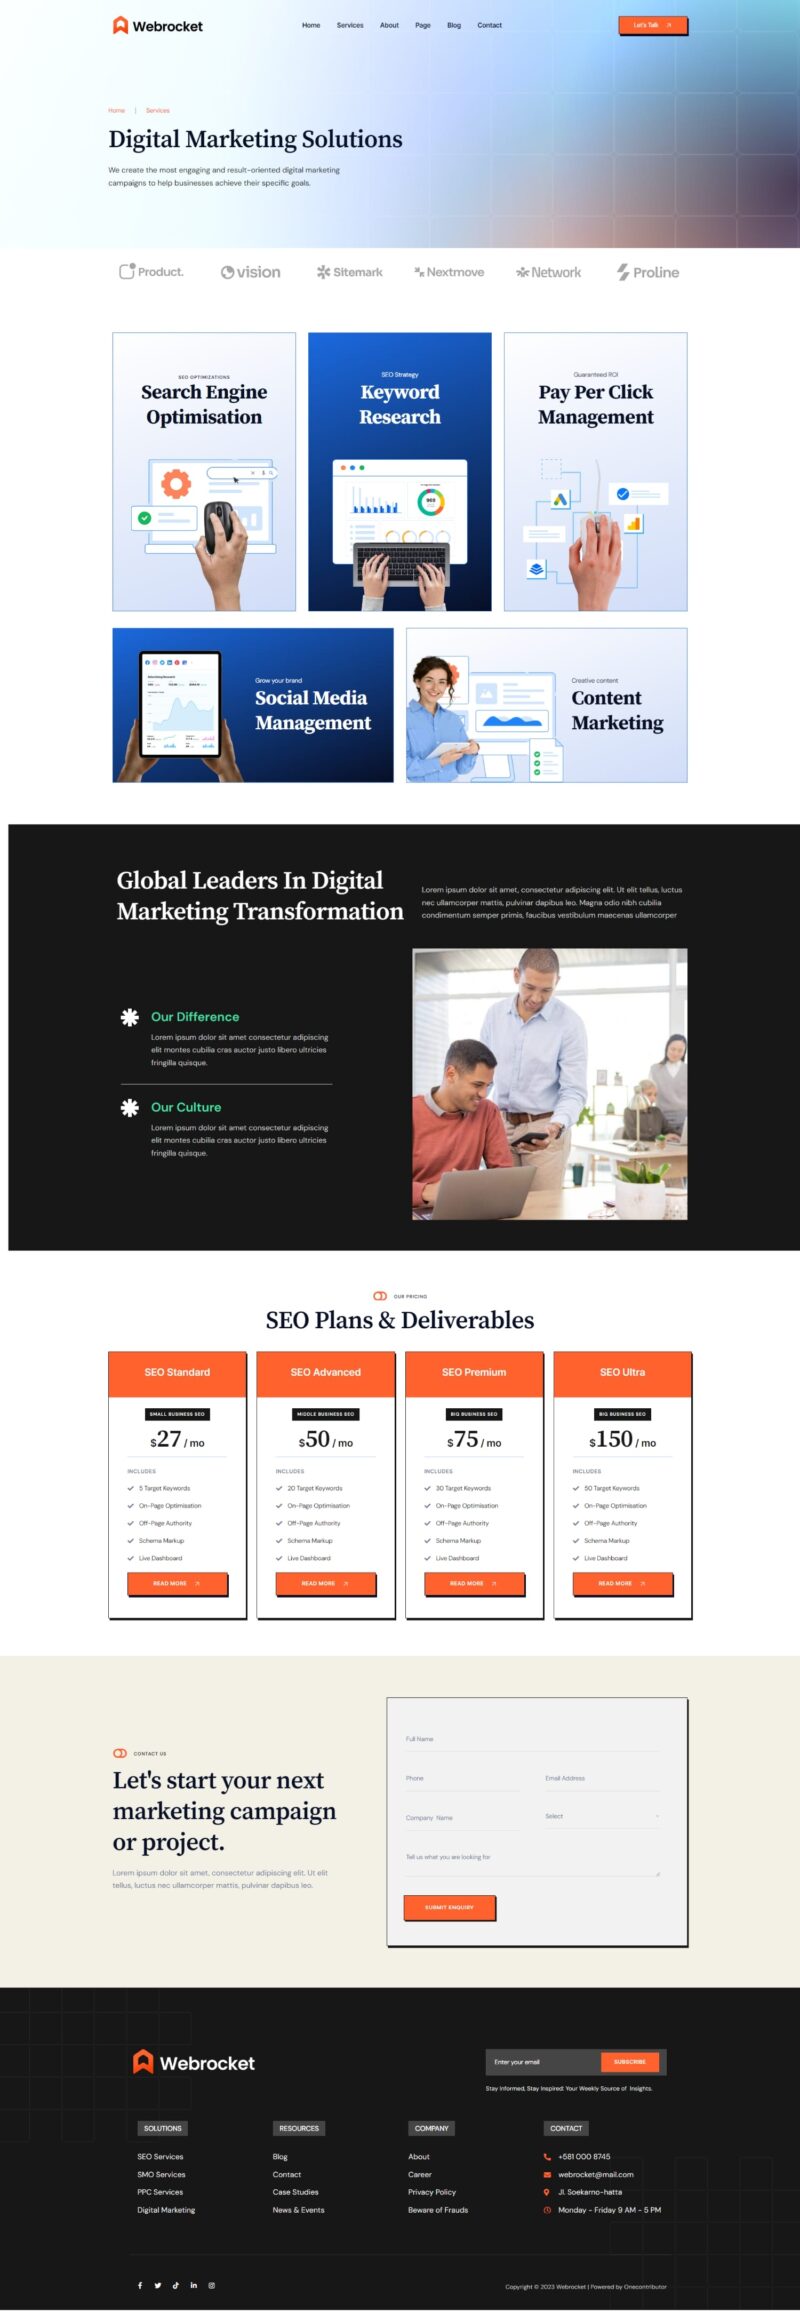 Webrocket
Home Services About Page Blog Contact
Let's Talk
Home | Services
Digital Marketing Solutions
We create the most engaging and result-oriented digital marketing
campaigns to help businesses achieve their specific goals.
Product. vision Sitemark Nextmove Network Proline
SEO OPTIMIZATIONS
Search Engine
Optimisation
SEO Strategy
Keyword
Research
Guaranteed ROI
Pay Per Click
Management
Grow your brand
Social Media
Management
Creative content
Content
Marketing
Global Leaders In Digital
Marketing Transformation
Lorem ipsum dolor sit amet, consectetur adipiscing elit. Ut elit tellus, luctus
nec ullamcorper mattis, pulvinar dapibus leo. Magna odio nibh cubilia
condimentum semper primis, faucibus vestibulum maecenas ullamcorper
Our Difference
Lorem ipsum dolor sit amet consectetur adipiscing
elit montes cubilia cras auctor justo libero ultricies
fringilla quisque.
Our Culture
Lorem ipsum dolor sit amet consectetur adipiscing
elit montes cubilia cras auctor justo libero ultricies
fringilla quisque.
OUR PRICING
SEO Plans & Deliverables
SEO Standard
SMALL BUSINESS SEO
$27 / mo
INCLUDES
5 Target Keywords
On-Page Optimisation
Off-Page Authority
Schema Markup
Live Dashboard
READ MORE
SEO Advanced
MIDDLE BUSINESS SEO
$50 / mo
INCLUDES
20 Target Keywords
On-Page Optimisation
Off-Page Authority
Schema Markup
Live Dashboard
READ MORE
SEO Premium
BIG BUSINESS SEO
$75 / mo
INCLUDES
30 Target Keywords
On-Page Optimisation
Off-Page Authority
Schema Markup
Live Dashboard
READ MORE
SEO Ultra
BIG BUSINESS SEO
$150 / mo
INCLUDES
50 Target Keywords
On-Page Optimisation
Off-Page Authority
Schema Markup
Live Dashboard
READ MORE
CONTACT US
Let's start your next
marketing campaign
or project.
Lorem ipsum dolor sit amet, consectetur adipiscing elit. Ut elit
tellus, luctus nec ullamcorper mattis, pulvinar dapibus leo.
Full Name
Phone Email Address
Company Name Select
Tell us what you are looking for
SUBMIT ENQUIRY
Webrocket
Enter your email SUBSCRIBE
Stay Informed, Stay Inspired: Your Weekly Source of Insights.
SOLUTIONS
SEO Services
SMO Services
PPC Services
Digital Marketing
RESOURCES
Blog
Contact
Case Studies
News & Events
COMPANY
About
Career
Privacy Policy
Beware of Frauds
CONTACT
+581 000 8745
webrocket@mail.com
Jl. Soekarno-hatta
Monday - Friday 9 AM - 5 PM
Copyright © 2023 Webrocket | Powered by Onecontributor